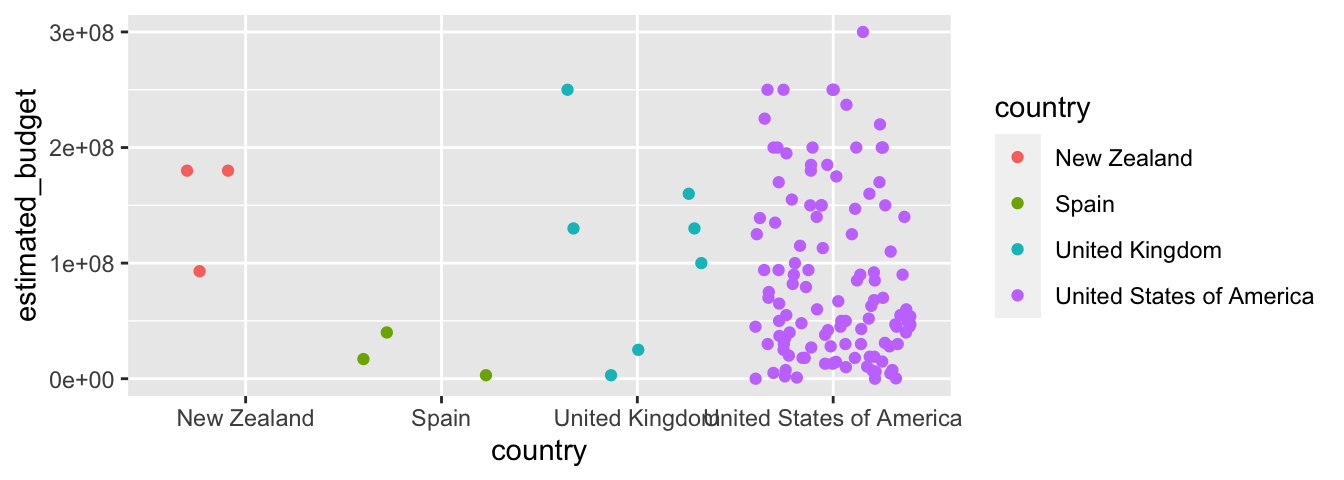 3e+08
2e+08
1e+08
0e+00
estimated_budget
New Zealand
Spain
United Kingdom
United States of America
country
country
New Zealand
Spain
United Kingdom
United States of America